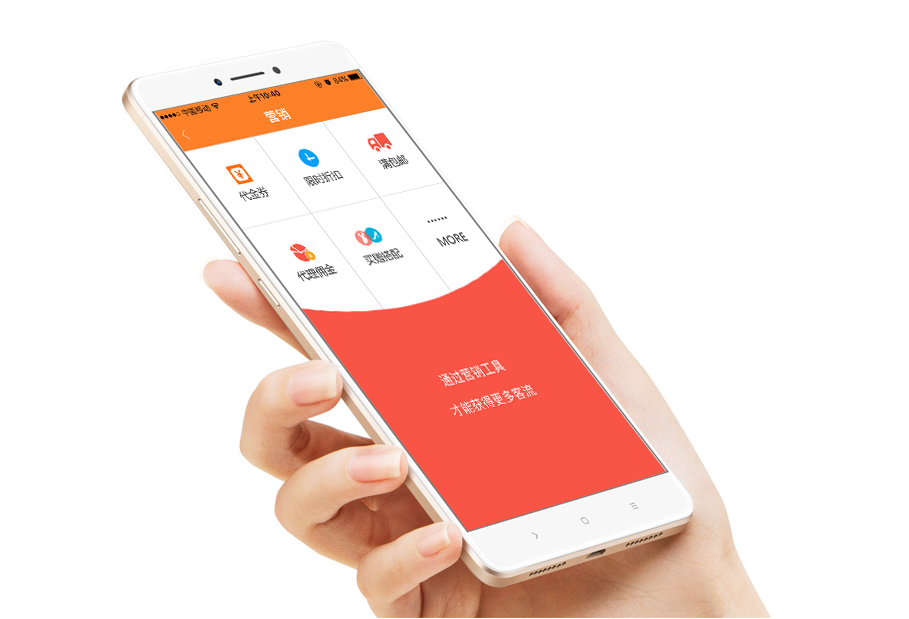 中国移动 上午10:40 84%
营销
代金券 限时折扣 满包邮
代理佣金 买赠搭配 MORE
通过营销工具
才能获得更多客流